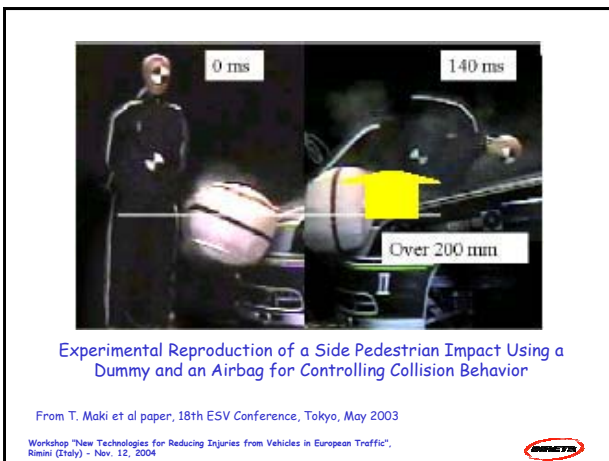 0 ms
140 ms
Over 200 mm
Experimental Reproduction of a Side Pedestrian Impact Using a
Dummy and an Airbag for Controlling Collision Behavior
From T. Maki et al paper, 18th ESV Conference, Tokyo, May 2003
Workshop "New Technologies for Reducing Injuries from Vehicles in European Traffic",
Rimini (Italy) - Nov. 12, 2004